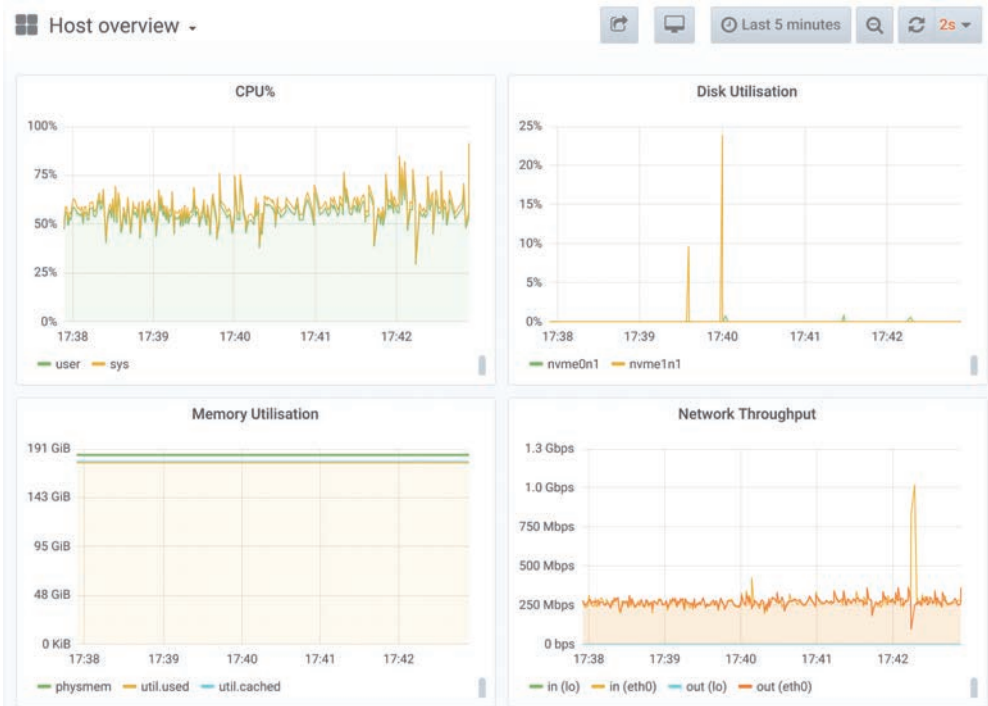 Host overview
Last 5 minutes
2s
CPU%
100%
75%
50%
25%
0%
17:38 17:39 17:40 17:41 17:42
user sys
Disk Utilisation
25%
20%
15%
10%
5%
0%
17:38 17:39 17:40 17:41 17:42
nvme0n1 nvme1n1
Memory Utilisation
191 GiB
143 GiB
95 GiB
48 GiB
0 KiB
17:38 17:39 17:40 17:41 17:42
physmem util.used util.cached
Network Throughput
1.3 Gbps
1.0 Gbps
750 Mbps
500 Mbps
250 Mbps
0 bps
17:38 17:39 17:40 17:41 17:42
in (lo) in (eth0) out (lo) out (eth0)